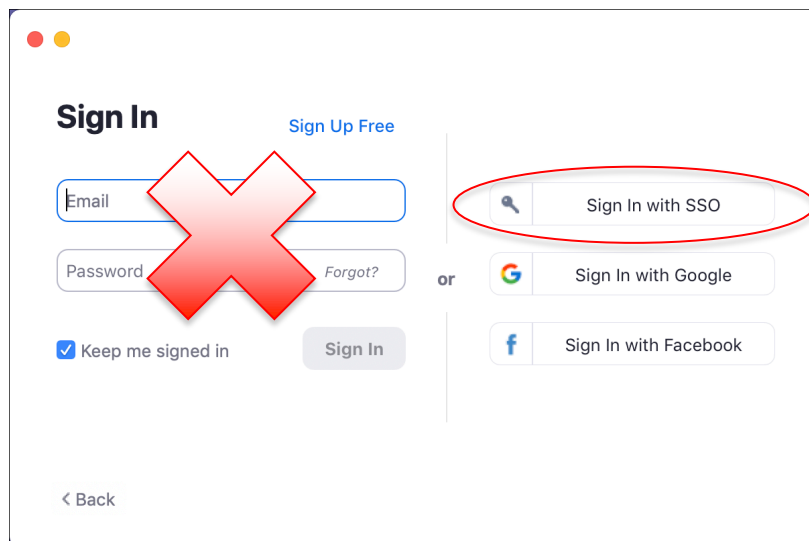 Sign In
Sign Up Free
Email
Password
Forgot?
Keep me signed in
Sign In
or
Sign In with SSO
Sign In with Google
Sign In with Facebook
Back